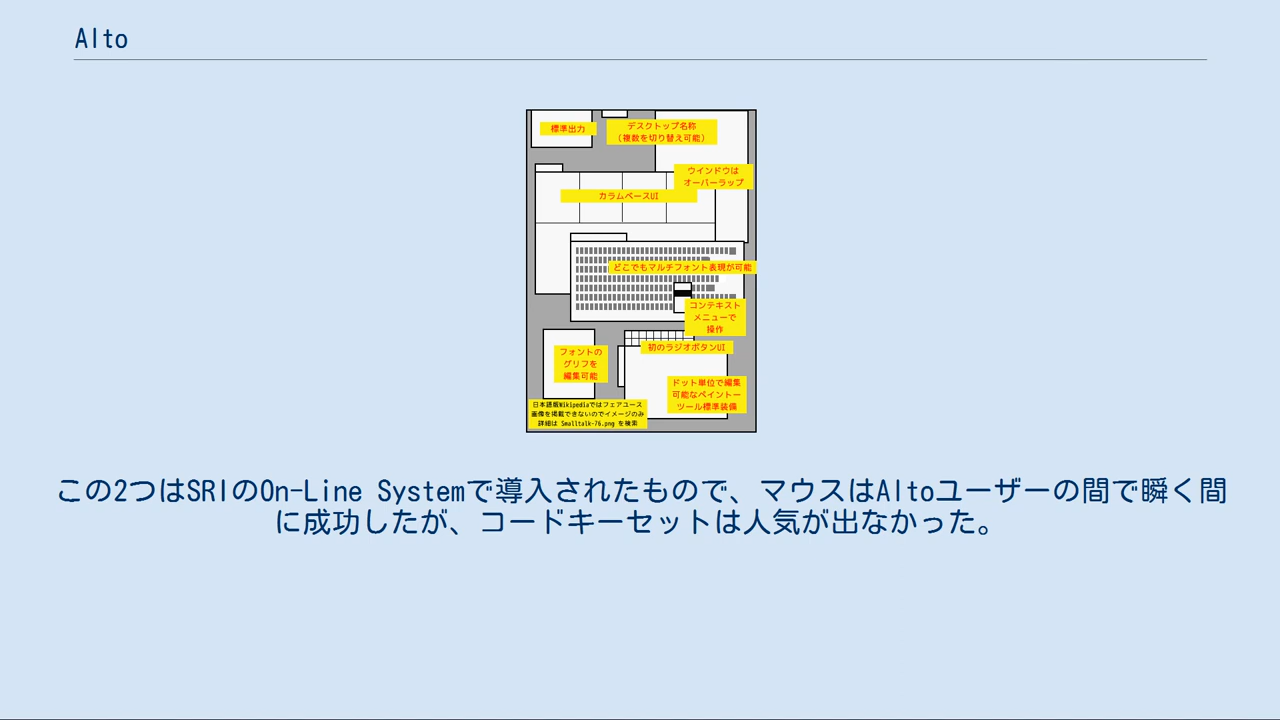 Alto
標準出力
デスクトップ名称
(複数を切り替え可能)
ウインドウは
オーバーラップ
カラムベースUI
どこでもマルチフォント表現が可能
コンテキスト
メニューで
操作
初のラジオボタンUI
フォントの
グリフを
編集可能
ドット単位で編集
可能なペイントー
ツール標準装備
日本語版Wikipediaではフェアユース
画像を掲載できないのでイメージのみ
詳細は Smalltalk-76.png を検索
この2つはSRIのOn-Line Systemで導入されたもので、マウスはAltoユーザーの間で瞬く間
に成功したが、コードキーセットは人気が出なかった。